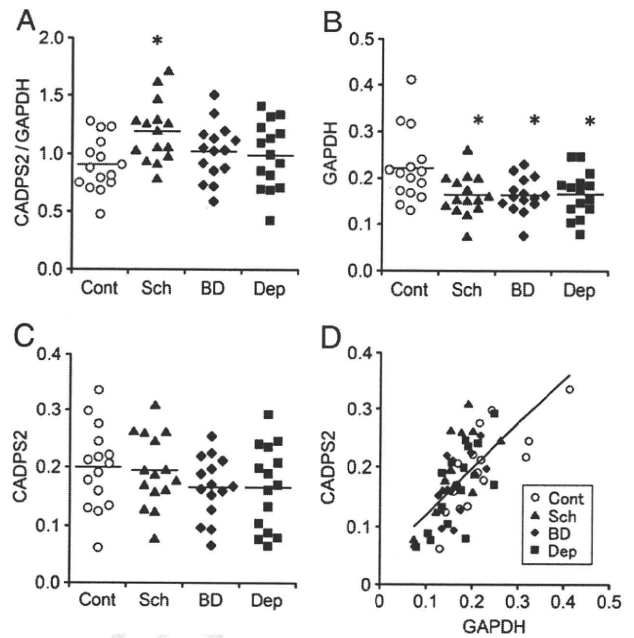 A
B
2.0
1.5
1.0
0.5
0.0
CADPS2 / GAPDH
*
Cont Sch BD Dep
0.5
0.4
0.3
0.2
0.1
0.0
GAPDH
* * *
Cont Sch BD Dep
C
D
0.4
0.3
0.2
0.1
0.0
CADPS2
Cont Sch BD Dep
0.4
0.3
0.2
0.1
0.0
CADPS2
Cont
Sch
BD
Dep
0 0.1 0.2 0.3 0.4 0.5
GAPDH